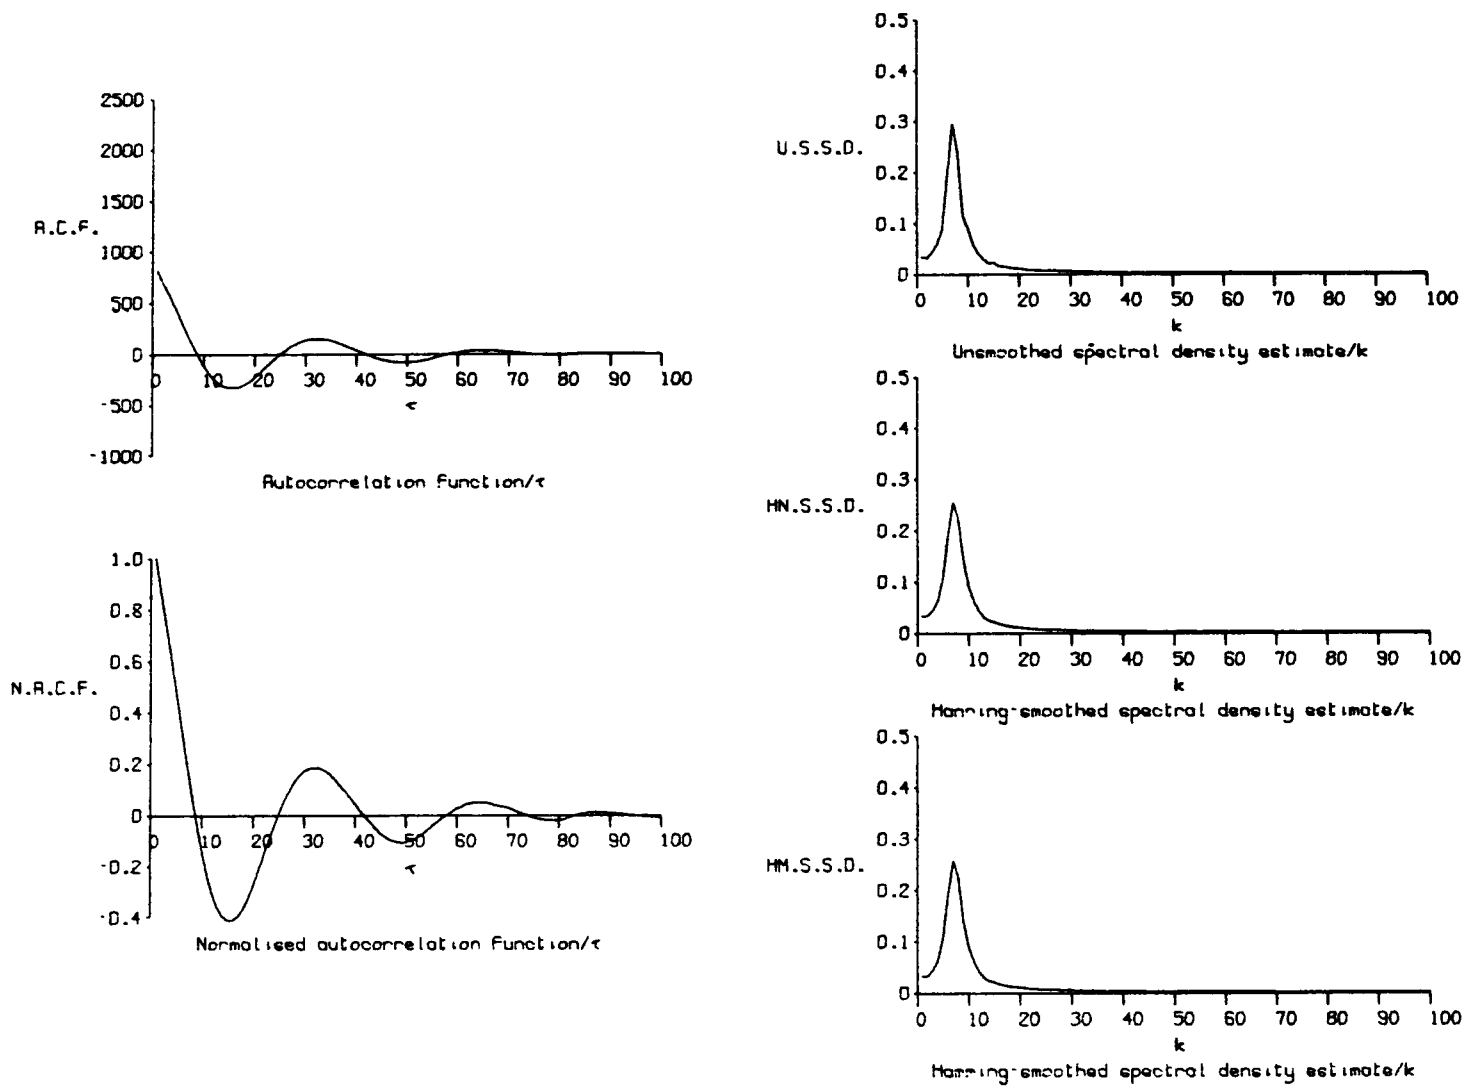 2500
2000
1500
A.C.F.
1000
500
0
0 10 20 30 40 50 60 70 80 90 100
-500
τ
-1000
Autocorrelation function/τ
1.0
0.8
0.6
N.A.C.F.
0.4
0.2
0
0 10 20 30 40 50 60 70 80 90 100
-0.2
τ
-0.4
Normalised autocorrelation function/τ
0.5
0.4
0.3
U.S.S.D.
0.2
0.1
0
0 10 20 30 40 50 60 70 80 90 100
k
Unsmoothed spectral density estimate/k
0.5
0.4
0.3
HN.S.S.D.
0.2
0.1
0
0 10 20 30 40 50 60 70 80 90 100
k
Hanning-smoothed spectral density estimate/k
0.5
0.4
0.3
HM.S.S.D.
0.2
0.1
0
0 10 20 30 40 50 60 70 80 90 100
k
Hamming-smoothed spectral density estimate/k